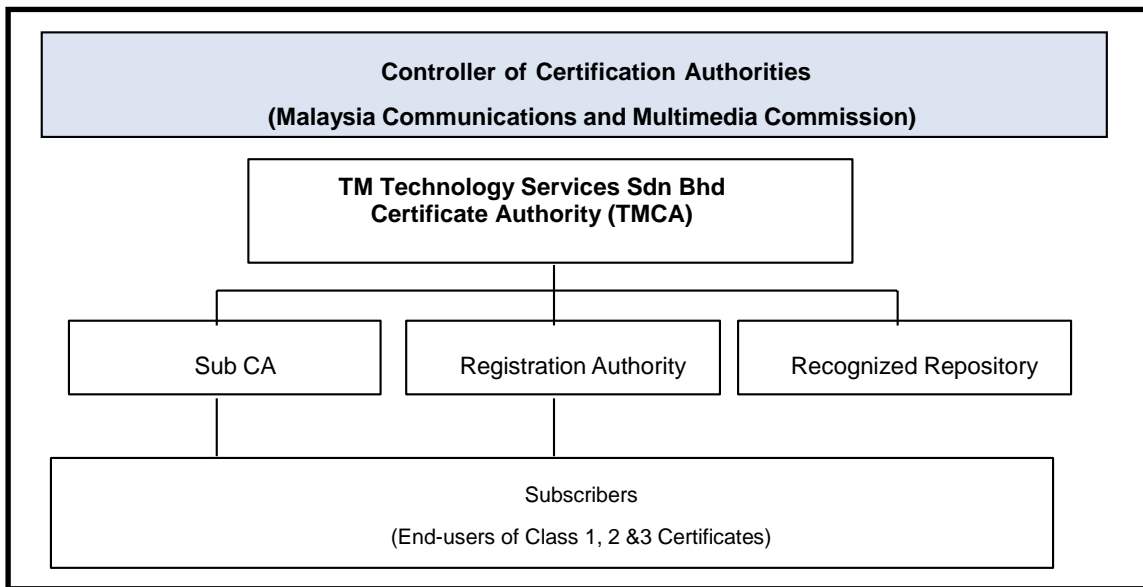 Controller of Certification Authorities
(Malaysia Communications and Multimedia Commission)
TM Technology Services Sdn Bhd
Certificate Authority (TMCA)
Sub CA
Registration Authority
Recognized Repository
Subscribers
(End-users of Class 1, 2 &3 Certificates)